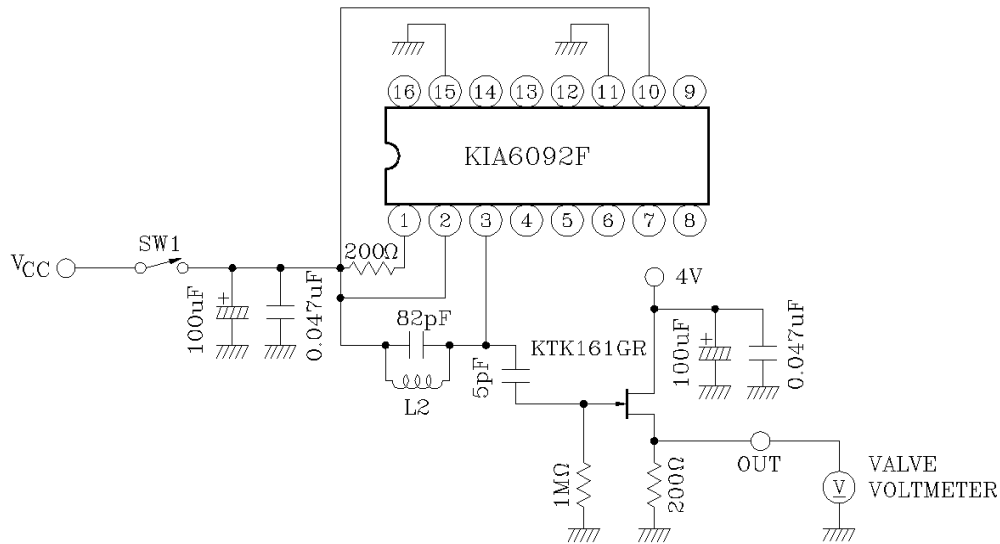 16 15 14 13 12 11 10 9
KIA6092F
1 2 3 4 5 6 7 8
VCC
SW1
200Ω
4V
100uF
0.047uF
82pF
L2
5pF
KTK161GR
100uF
0.047uF
1MΩ
200Ω
OUT
V
VALVE
VOLTMETER